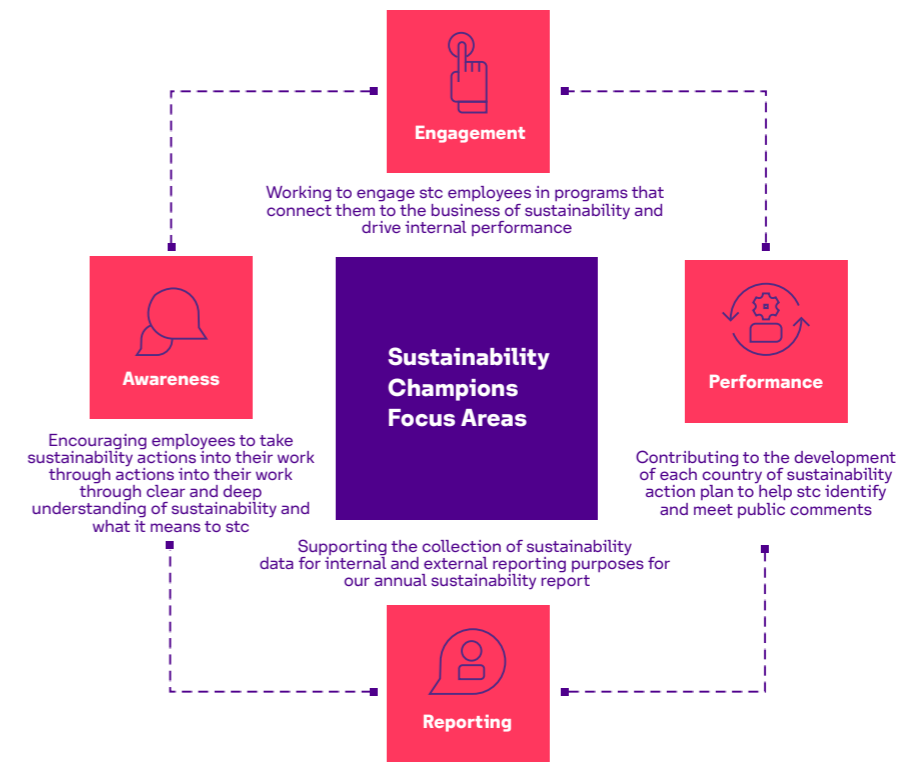 Engagement
Working to engage stc employees in programs that
connect them to the business of sustainability and
drive internal performance
Awareness
Encouraging employees to take
sustainability actions into their work
through actions into their work
through clear and deep
understanding of sustainability and
what it means to stc
Sustainability
Champions
Focus Areas
Performance
Contributing to the development
of each country of sustainability
action plan to help stc identify
and meet public comments
Supporting the collection of sustainability
data for internal and external reporting purposes for
our annual sustainability report
Reporting